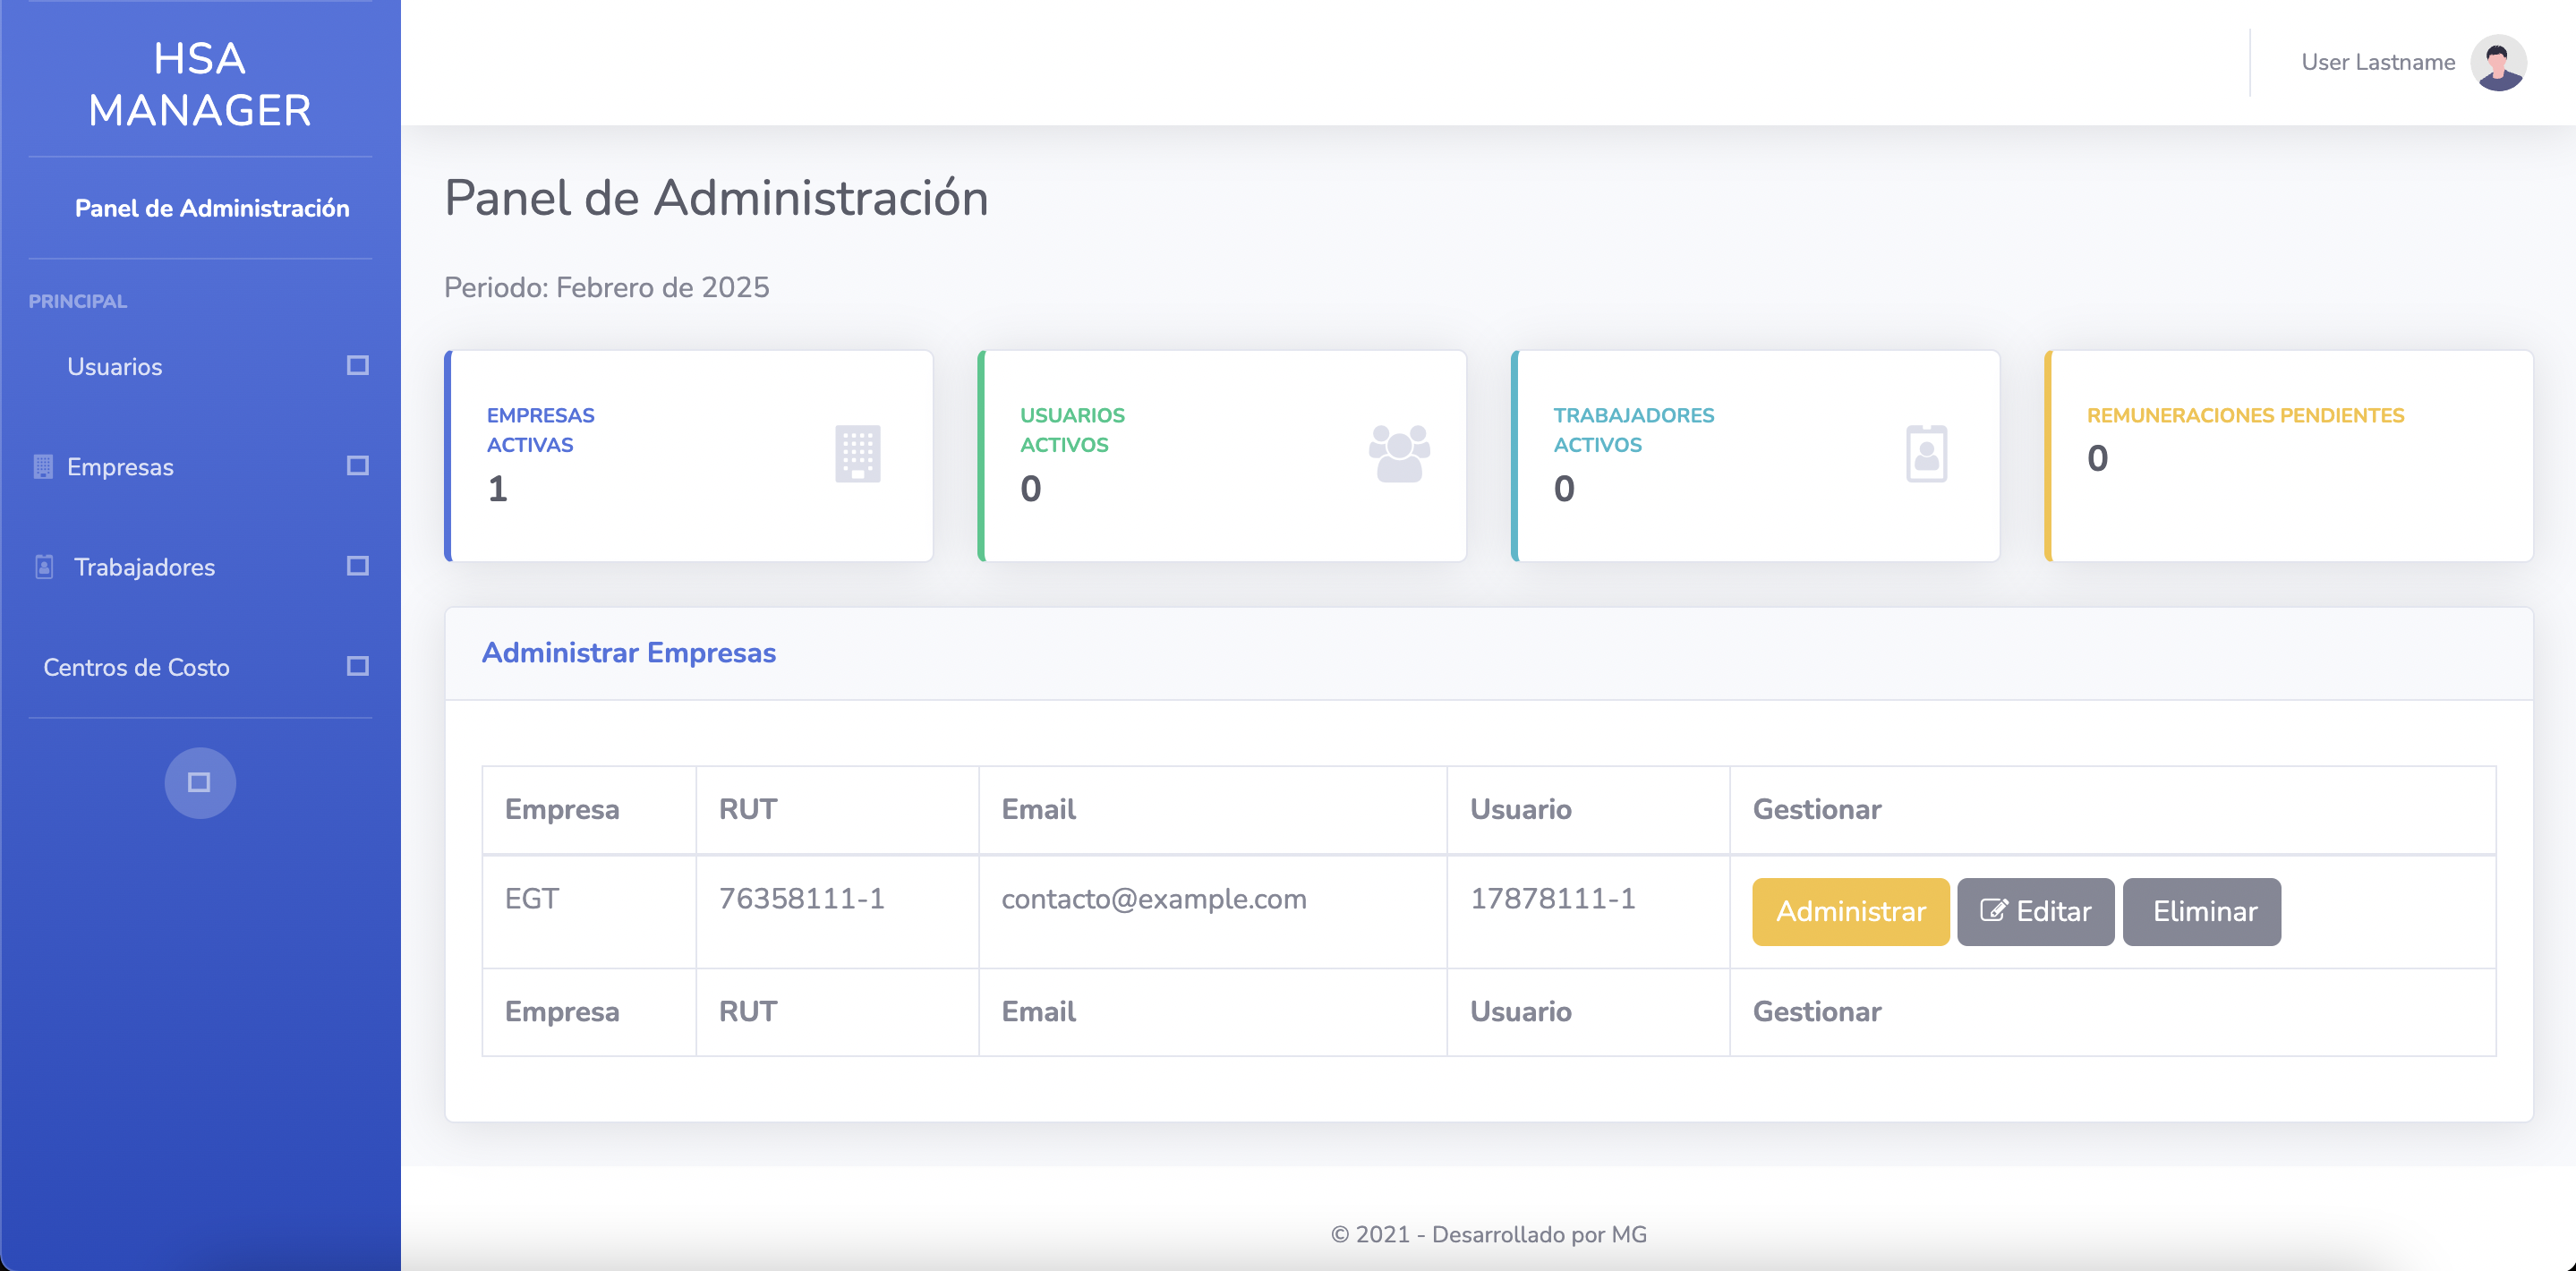 HSA
MANAGER
Panel de Administración
PRINCIPAL
Usuarios
Empresas
Trabajadores
Centros de Costo
User Lastname
Panel de Administración
Periodo: Febrero de 2025
EMPRESAS
ACTIVAS
1
USUARIOS
ACTIVOS
0
TRABAJADORES
ACTIVOS
0
REMUNERACIONES PENDIENTES
0
Administrar Empresas
Empresa RUT Email Usuario Gestionar
EGT 76358111-1 contacto@example.com 17878111-1 Administrar Editar Eliminar
Empresa RUT Email Usuario Gestionar
© 2021 - Desarrollado por MG